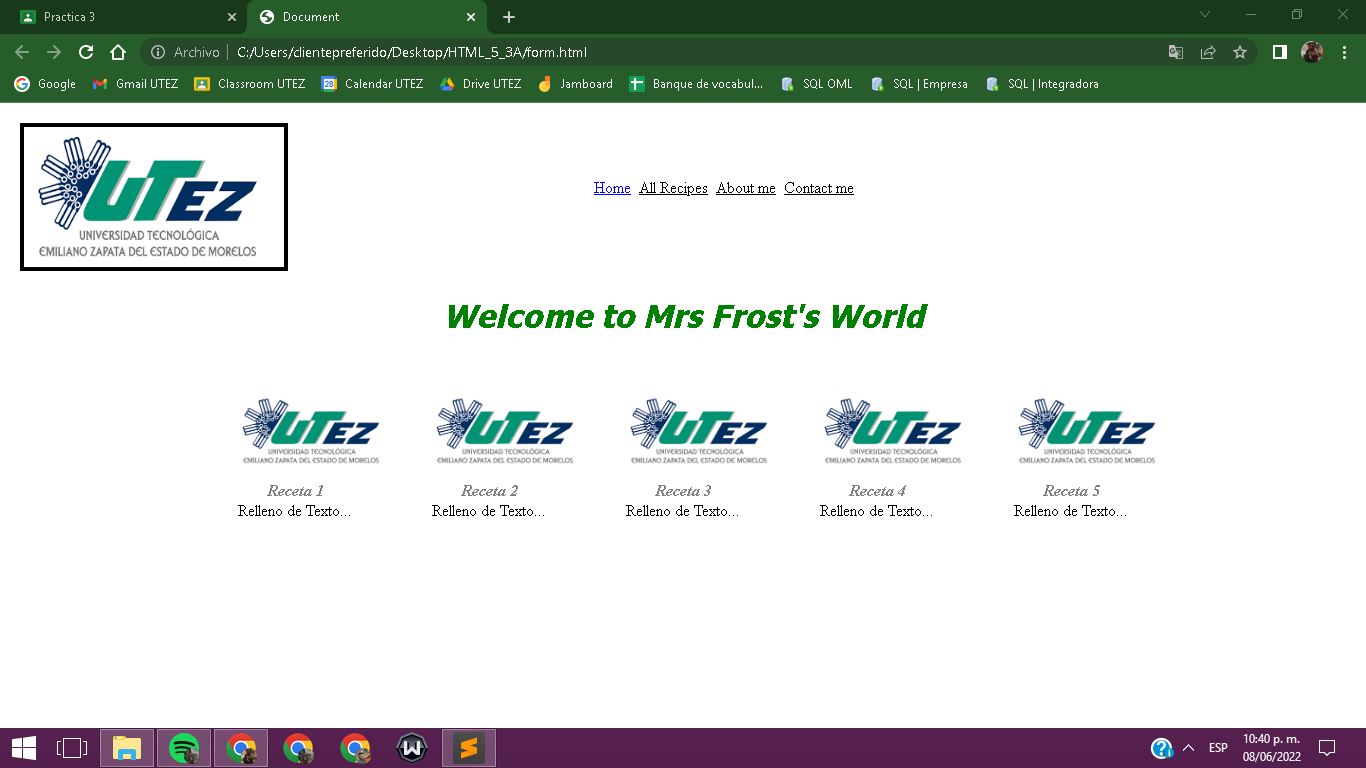 Practica 3
Document
Archivo C:/Users/clientepreferido/Desktop/HTML_5_3A/form.html
Google Gmail UTEZ Classroom UTEZ 28 Calendar UTEZ Drive UTEZ Jamboard Banque de vocabul... SQL OML SQL | Empresa SQL | Integradora
UTEZ
UNIVERSIDAD TECNOLÓGICA
EMILIANO ZAPATA DEL ESTADO DE MORELOS
Home All Recipes About me Contact me
Welcome to Mrs Frost's World
UTEZ
UNIVERSIDAD TECNOLÓGICA
EMILIANO ZAPATA DEL ESTADO DE MORELOS
Receta 1
Relleno de Texto...
UTEZ
UNIVERSIDAD TECNOLÓGICA
EMILIANO ZAPATA DEL ESTADO DE MORELOS
Receta 2
Relleno de Texto...
UTEZ
UNIVERSIDAD TECNOLÓGICA
EMILIANO ZAPATA DEL ESTADO DE MORELOS
Receta 3
Relleno de Texto...
UTEZ
UNIVERSIDAD TECNOLÓGICA
EMILIANO ZAPATA DEL ESTADO DE MORELOS
Receta 4
Relleno de Texto...
UTEZ
UNIVERSIDAD TECNOLÓGICA
EMILIANO ZAPATA DEL ESTADO DE MORELOS
Receta 5
Relleno de Texto...
ESP
10:40 p. m.
08/06/2022